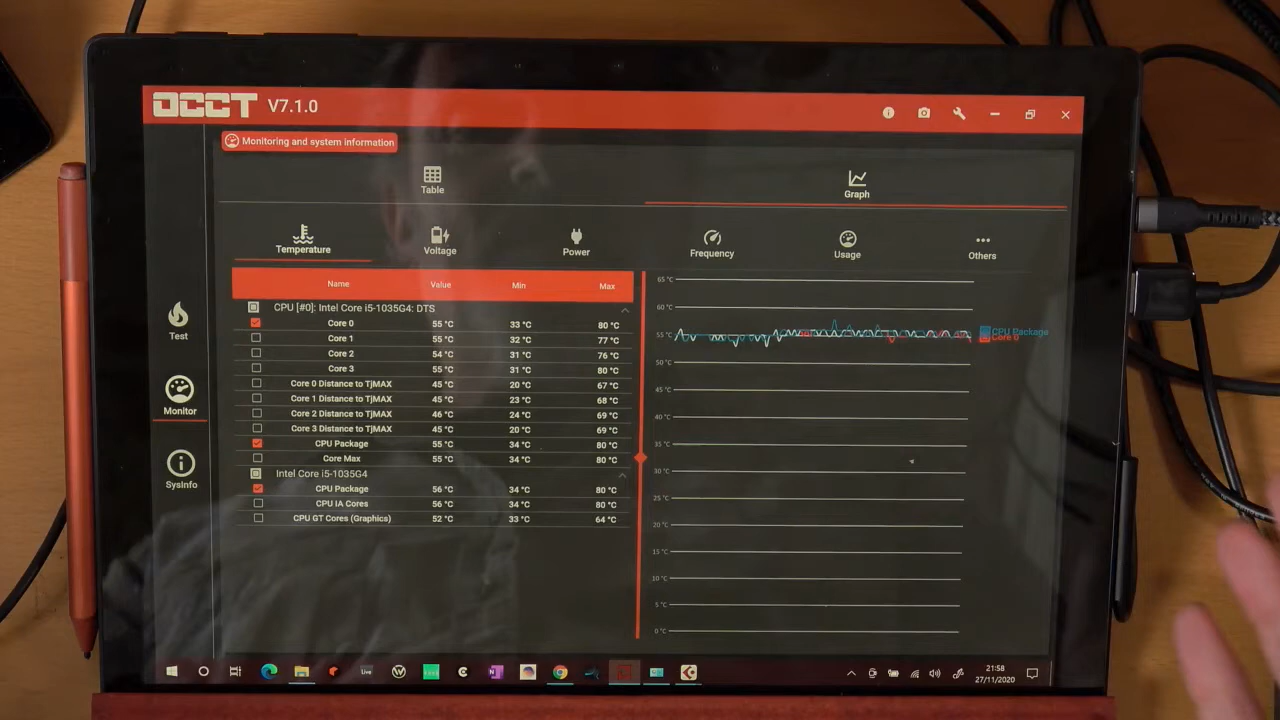 OCCT V7.1.0
Monitoring and system information
Table
Graph
Temperature
Voltage
Power
Frequency
Usage
Others
Test
Monitor
SysInfo
Name Value Min Max
CPU [#0]: Intel Core i5-1035G4: DTS
Core 0 55 °C 33 °C 80 °C
Core 1 55 °C 32 °C 77 °C
Core 2 54 °C 31 °C 76 °C
Core 3 55 °C 31 °C 80 °C
Core 0 Distance to TjMAX 45 °C 20 °C 67 °C
Core 1 Distance to TjMAX 45 °C 23 °C 68 °C
Core 2 Distance to TjMAX 46 °C 24 °C 69 °C
Core 3 Distance to TjMAX 45 °C 20 °C 69 °C
CPU Package 55 °C 34 °C 80 °C
Core Max 55 °C 34 °C 80 °C
Intel Core i5-1035G4
CPU Package 56 °C 34 °C 80 °C
CPU IA Cores 56 °C 34 °C 80 °C
CPU GT Cores (Graphics) 52 °C 33 °C 64 °C
65 °C
60 °C
55 °C
50 °C
45 °C
40 °C
35 °C
30 °C
25 °C
20 °C
15 °C
10 °C
5 °C
0 °C
CPU Package
Core 0
Live
21:58
27/11/2020